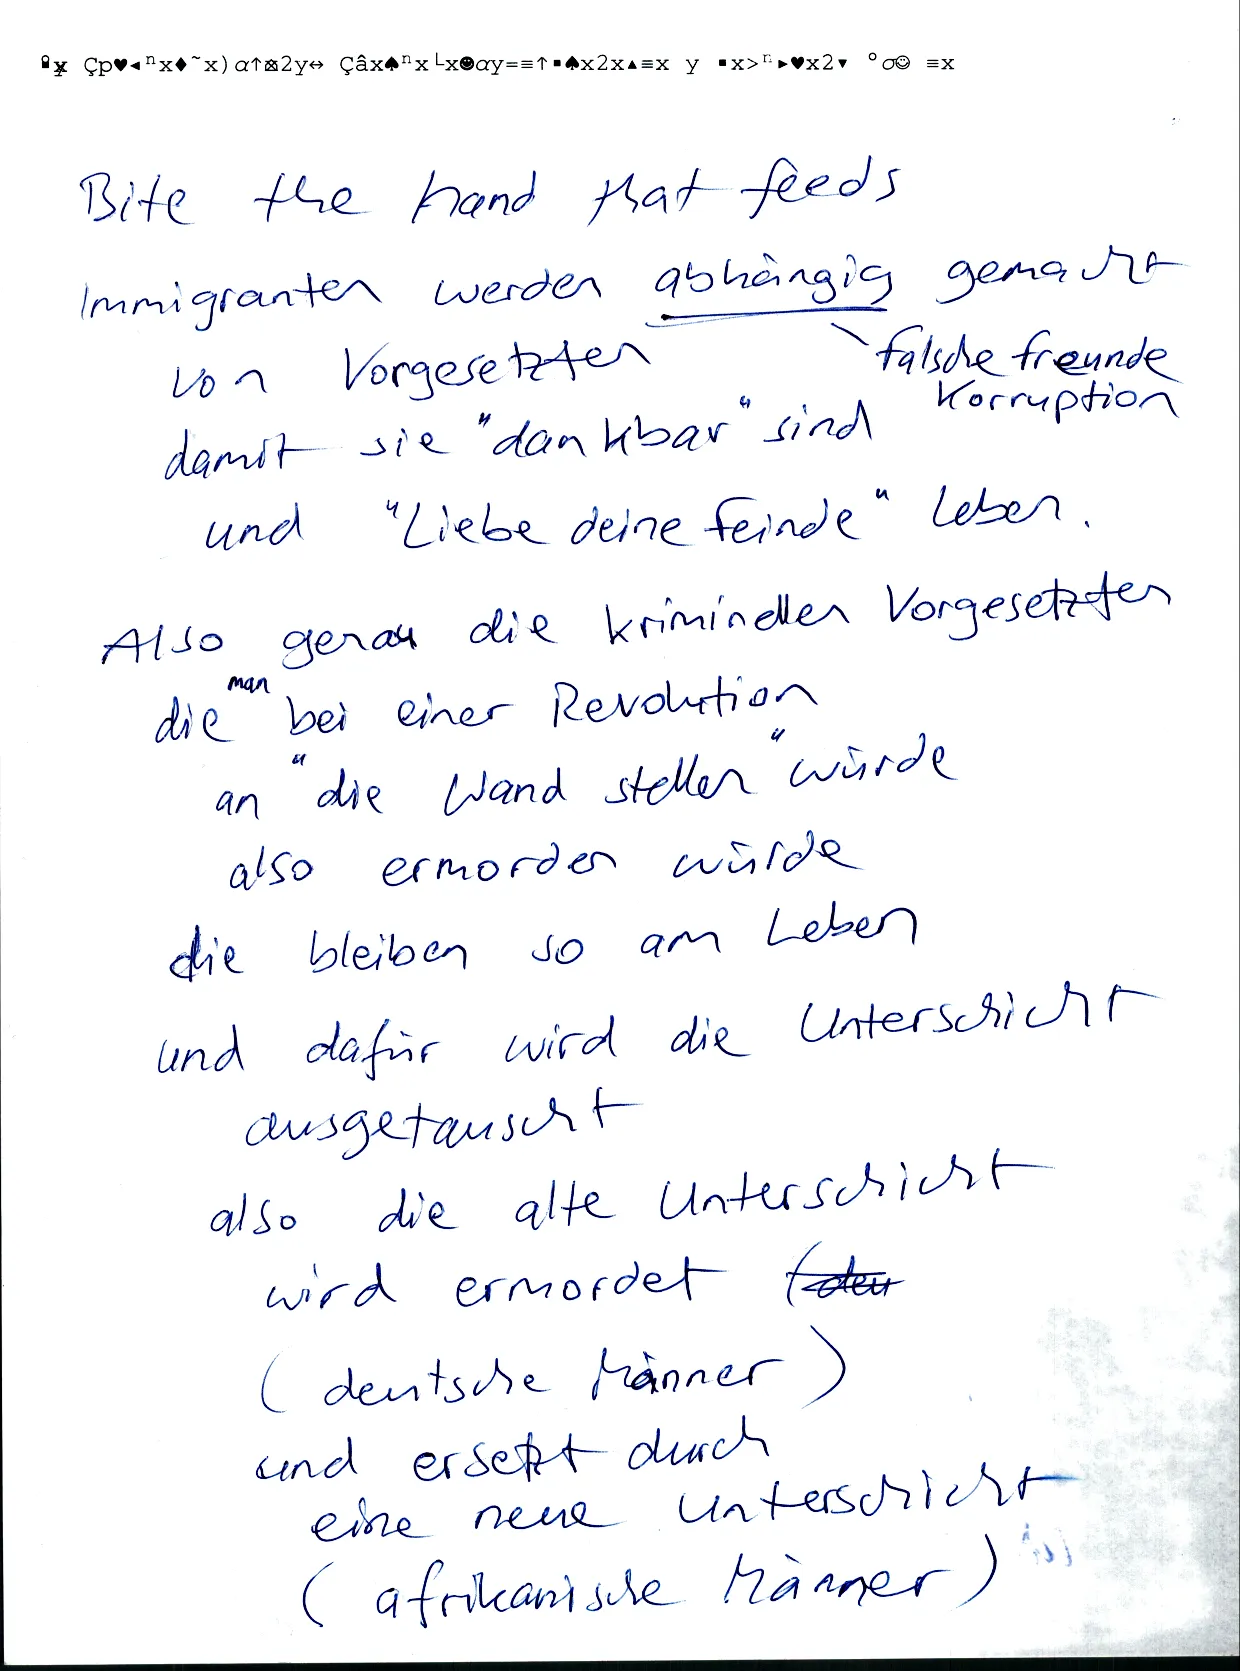 Bite the hand that feeds
Immigranten werden abhängig gemacht
von Vorgesetzten
falsche freunde
Korruption
damit sie "dankbar" sind
und "Liebe deine Feinde" leben.
Also genau die kriminellen Vorgesetzten
die man bei einer Revolution
an "die Wand stellen" würde
also ermorden würde
die bleiben so am Leben
und dafür wird die Unterschicht
ausgetauscht
also die alte Unterschicht
wird ermordet
(deutsche Männer)
und ersetzt durch
eine neue Unterschicht
(afrikanische Männer)